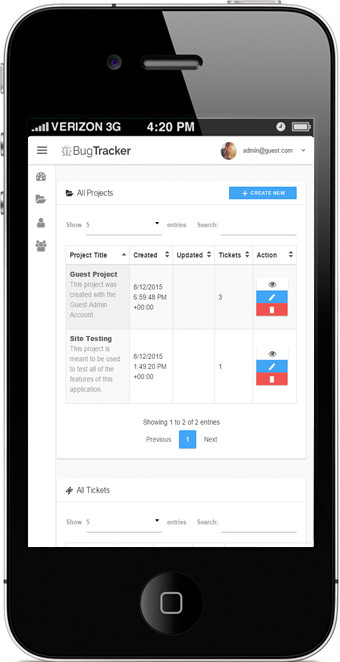 VERIZON 3G 4:20 PM
BugTracker admin@guest.com
All Projects + CREATE NEW
Show 5 entries Search:
Project Title Created Updated Tickets Action
Guest Project
This project was
created with the
Guest Admin
Account.
8/12/2015
6:59:48 PM
+00:00
3
Site Testing
This project is
meant to be used
to test all of the
features of this
application.
8/12/2015
1:49:20 PM
+00:00
1
Showing 1 to 2 of 2 entries
Previous 1 Next
All Tickets
Show 5 entries Search: